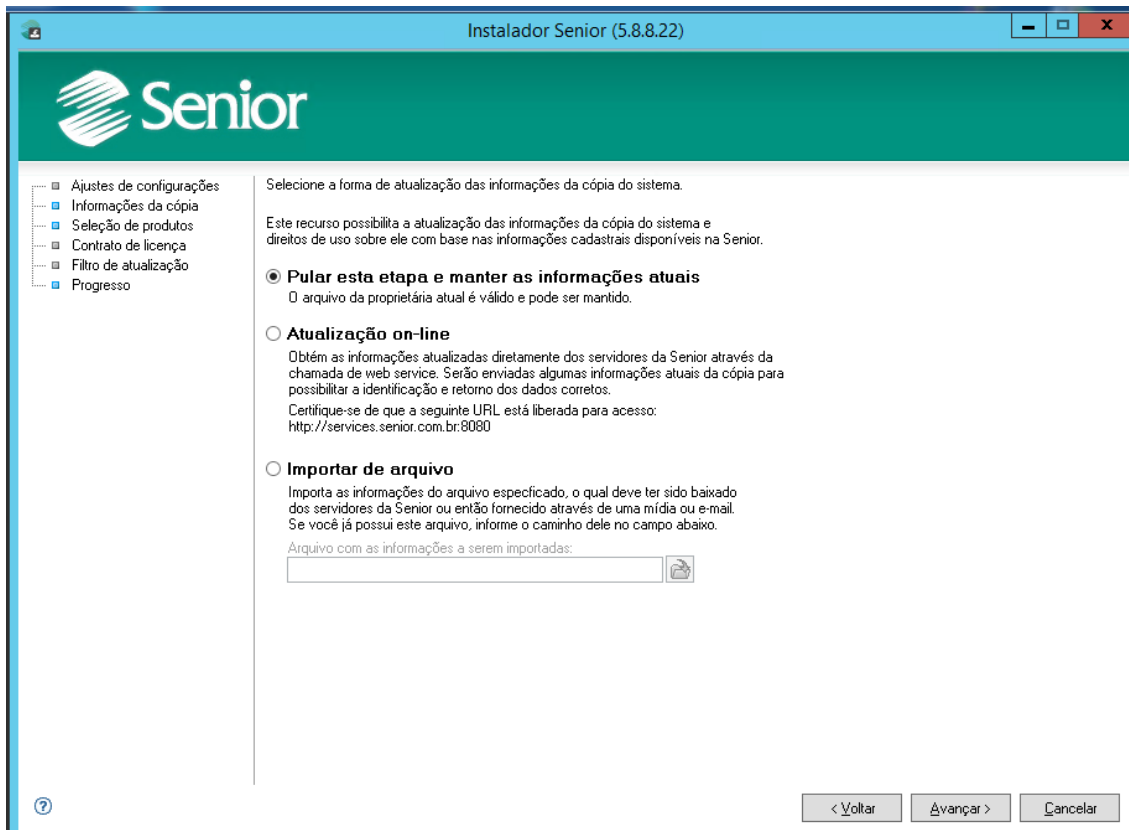 Instalador Senior (5.8.8.22)
Senior
Ajustes de configurações
Informações da cópia
Seleção de produtos
Contrato de licença
Filtro de atualização
Progresso
Selecione a forma de atualização das informações da cópia do sistema.
Este recurso possibilita a atualização das informações da cópia do sistema e
direitos de uso sobre ele com base nas informações cadastrais disponíveis na Senior.
Pular esta etapa e manter as informações atuais
O arquivo da proprietária atual é válido e pode ser mantido.
Atualização on-line
Obtém as informações atualizadas diretamente dos servidores da Senior através da
chamada de web service. Serão enviadas algumas informações atuais da cópia para
possibilitar a identificação e retorno dos dados corretos.
Certifique-se de que a seguinte URL está liberada para acesso:
http://services.senior.com.br:8080
Importar de arquivo
Importa as informações do arquivo especficado, o qual deve ter sido baixado
dos servidores da Senior ou então fornecido através de uma mídia ou e-mail.
Se você já possui este arquivo, informe o caminho dele no campo abaixo.
Arquivo com as informações a serem importadas:
?
< Voltar
Avançar >
Cancelar